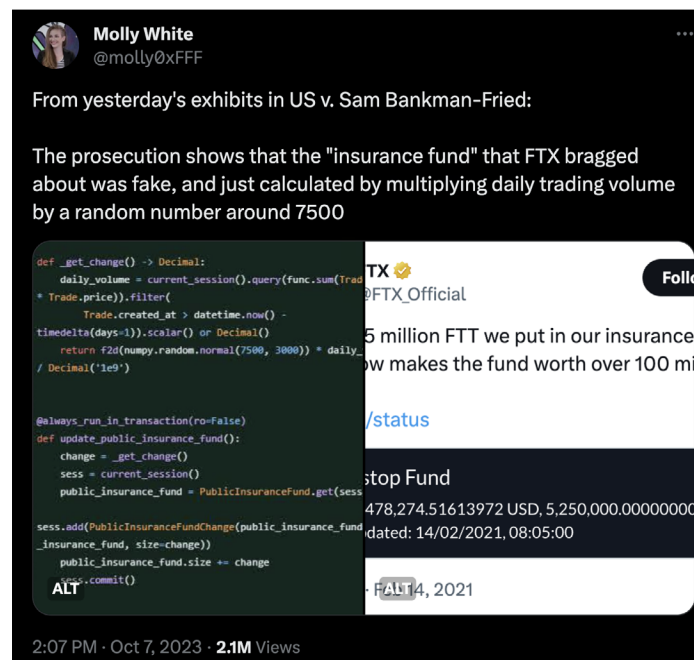 Molly White
@molly0xFFF
From yesterday's exhibits in US v. Sam Bankman-Fried:
The prosecution shows that the "insurance fund" that FTX bragged
about was fake, and just calculated by multiplying daily trading volume
by a random number around 7500
def _get_change() -> Decimal:
daily_volume = current_session().query(func.sum(Trad
* Trade.price)).filter(
Trade.created_at > datetime.now() -
timedelta(days=1)).scalar() or Decimal()
return f2d(numpy.random.normal(7500, 3000)) * daily_
/ Decimal('1e9')
@always_run_in_transaction(ro=False)
def update_public_insurance_fund():
change = _get_change()
sess = current_session()
public_insurance_fund = PublicInsuranceFund.get(sess
sess.add(PublicInsuranceFundChange(public_insurance_fund
_insurance_fund, size=change))
public_insurance_fund.size += change
sess.commit()
ALT
TX
@FTX_Official
Follo
5 million FTT we put in our insurance
ow makes the fund worth over 100 mi
/status
stop Fund
478,274.51613972 USD, 5,250,000.00000000
dated: 14/02/2021, 08:05:00
· Feb 14, 2021
ALT
2:07 PM · Oct 7, 2023 · 2.1M Views